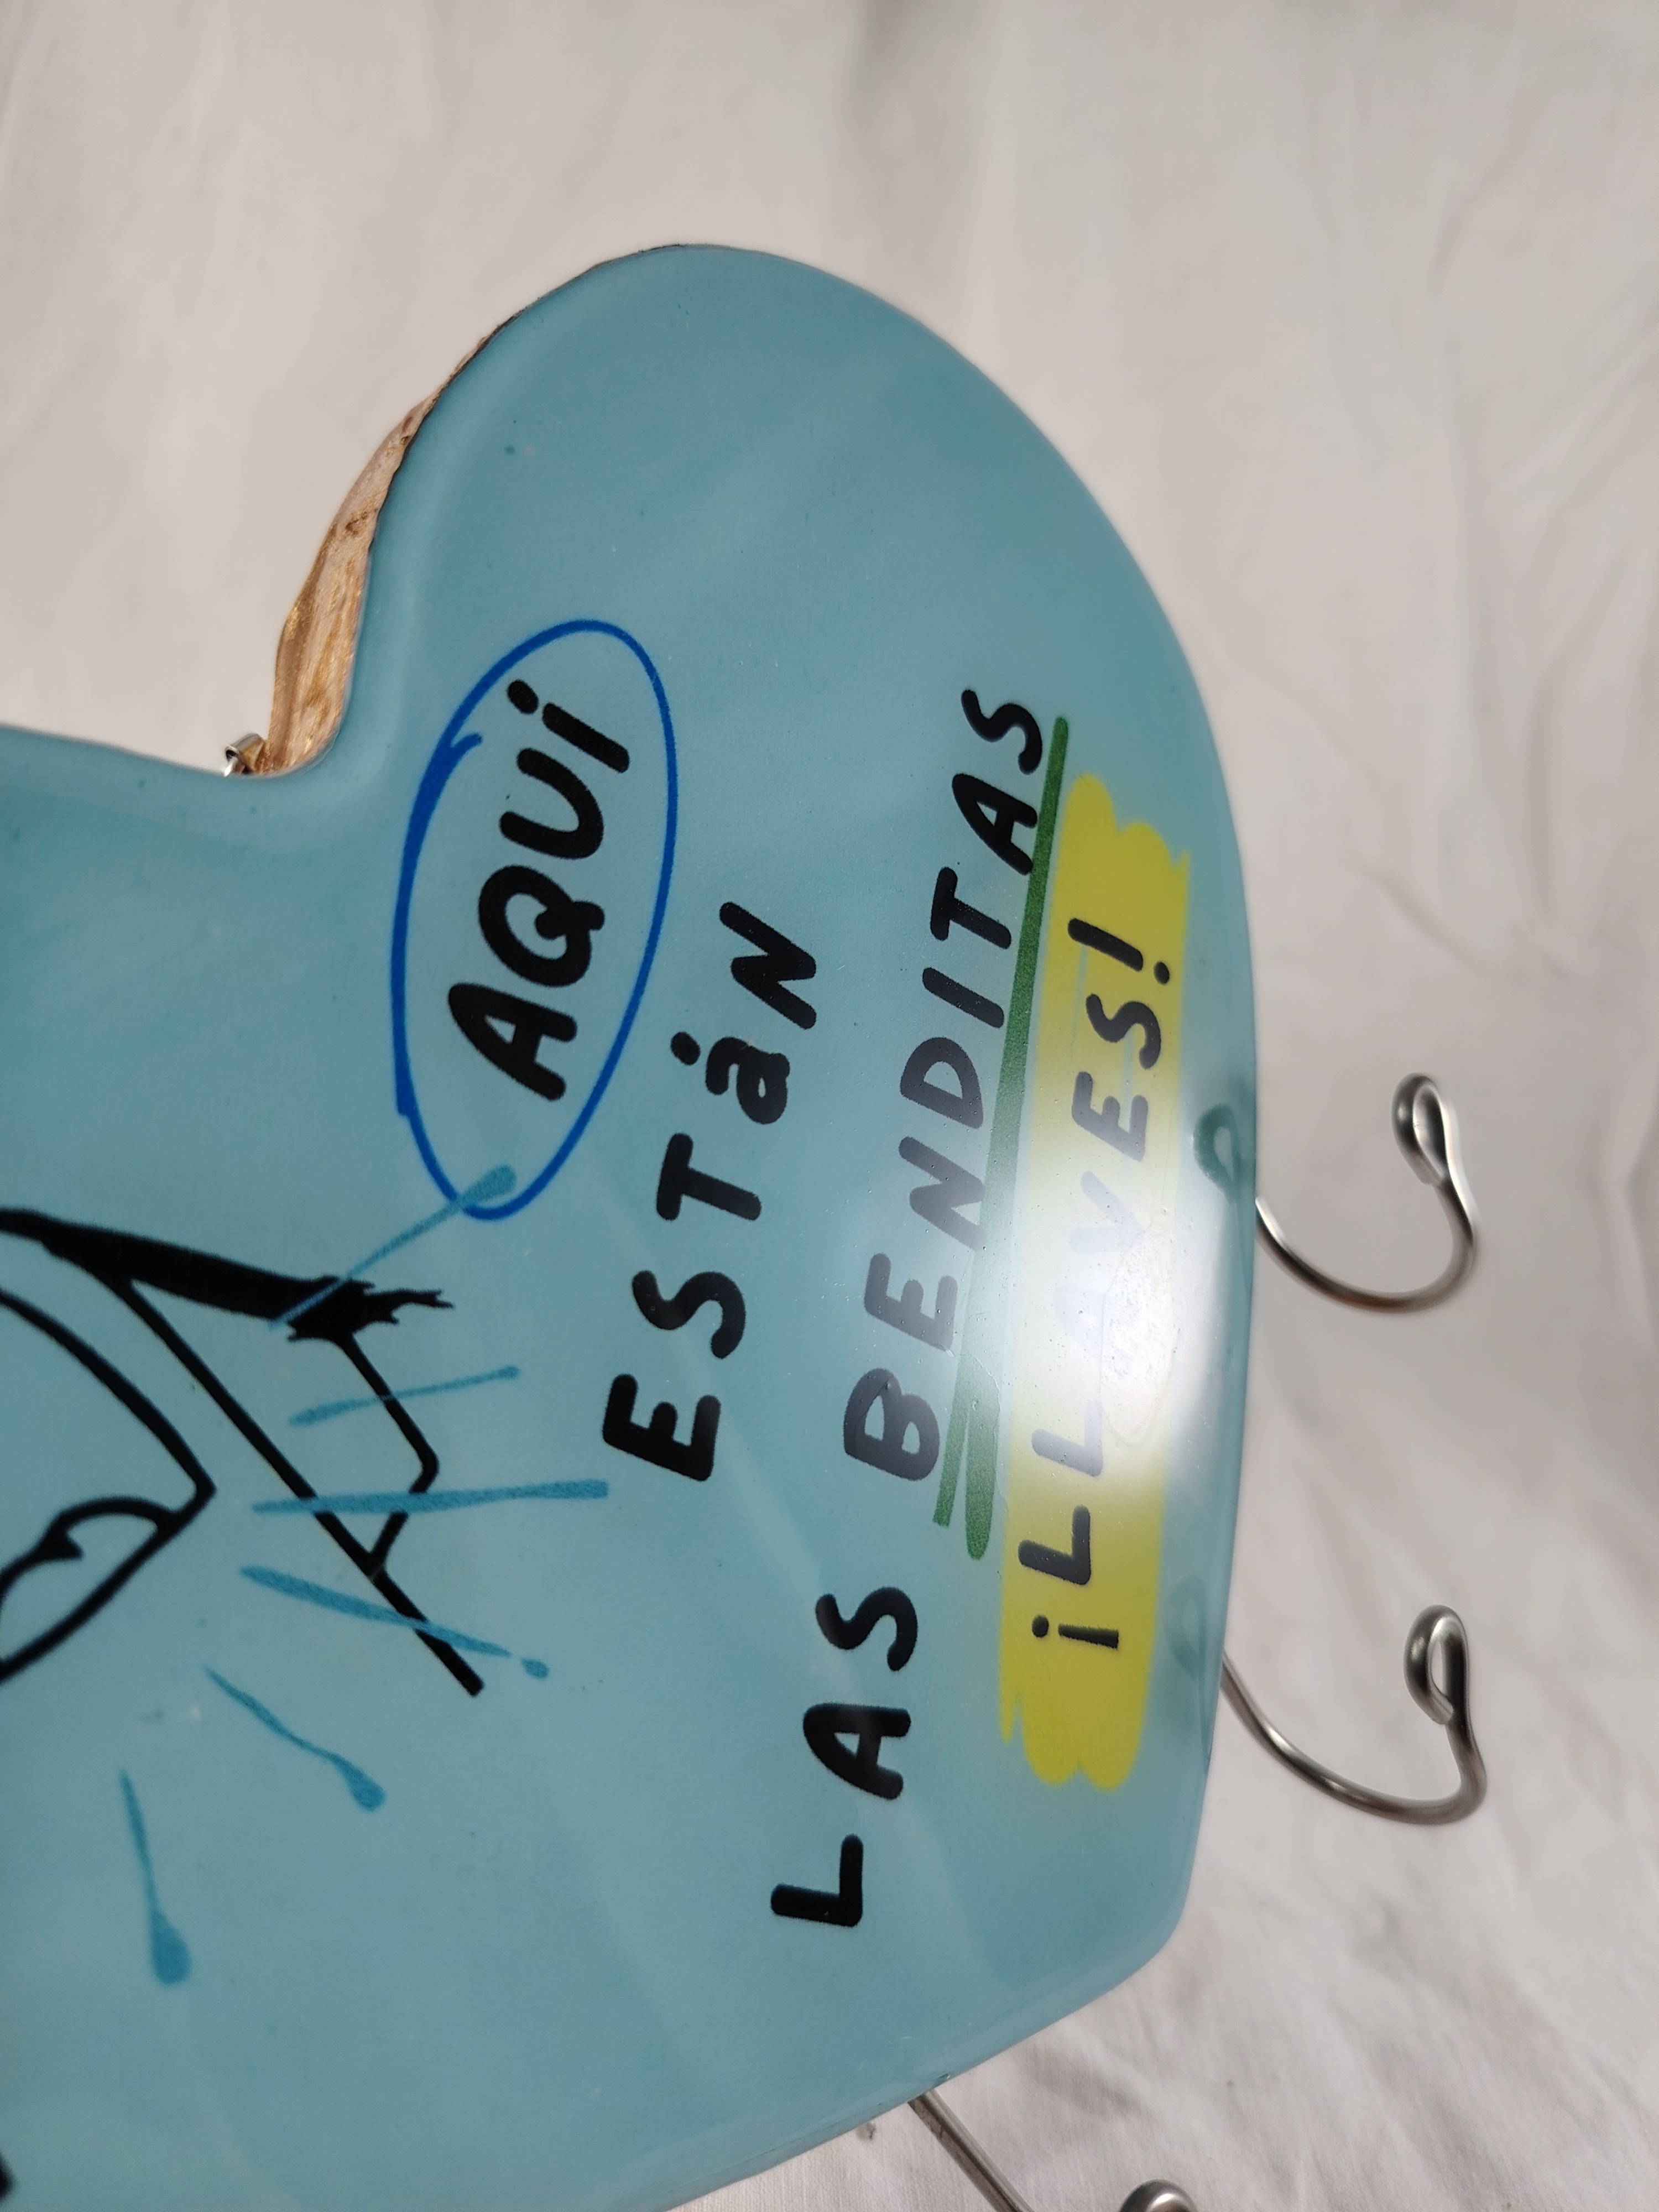 AQUí
ESTáN
LAS BENDITAS
¡LLAVES!